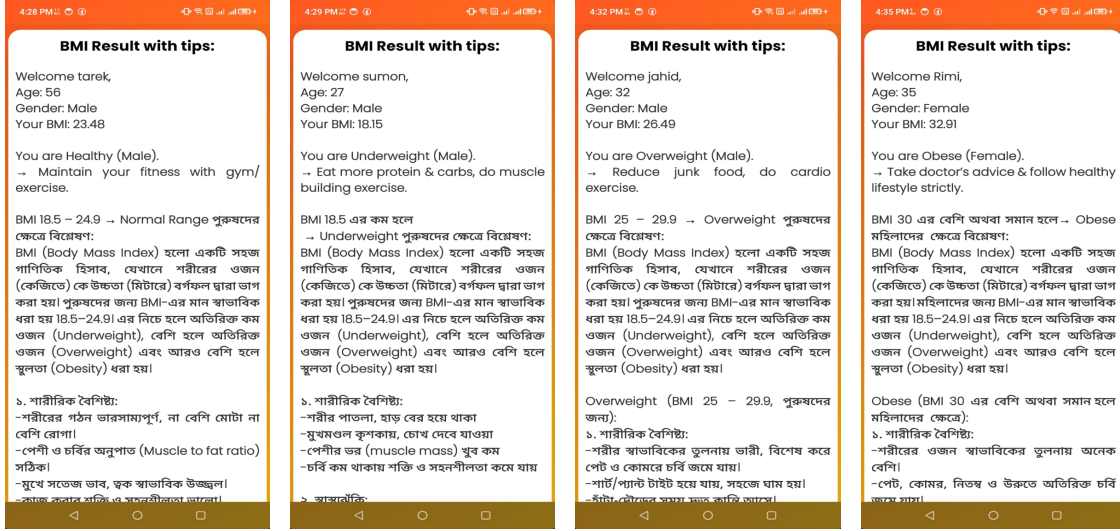 4:28 PM
BMI Result with tips:
Welcome tarek,
Age: 56
Gender: Male
Your BMI: 23.48
You are Healthy (Male).
→ Maintain your fitness with gym/
exercise.
BMI 18.5 – 24.9 → Normal Range পুরুষদের
ক্ষেত্রে বিশ্লেষণ:
BMI (Body Mass Index) হলো একটি সহজ
গাণিতিক হিসাব, যেখানে শরীরের ওজন
(কেজিতে) কে উচ্চতা (মিটারে) বর্গফল দ্বারা ভাগ
করা হয়। পুরুষদের জন্য BMI-এর মান স্বাভাবিক
ধরা হয় 18.5–24.9। এর নিচে হলে অতিরিক্ত কম
ওজন (Underweight), বেশি হলে অতিরিক্ত
ওজন (Overweight) এবং আরও বেশি হলে
স্থূলতা (Obesity) ধরা হয়।
১. শারীরিক বৈশিষ্ট্য:
-শরীরের গঠন ভারসাম্যপূর্ণ, না বেশি মোটা না
বেশি রোগা।
-পেশী ও চর্বির অনুপাত (Muscle to fat ratio)
সঠিক।
-মুখে সতেজ ভাব, ত্বক স্বাভাবিক উজ্জ্বল।
-কাজ করার শক্তি ও সহনশীলতা ভালো।
4:29 PM
BMI Result with tips:
Welcome sumon,
Age: 27
Gender: Male
Your BMI: 18.15
You are Underweight (Male).
→ Eat more protein & carbs, do muscle
building exercise.
BMI 18.5 এর কম হলে
→ Underweight পুরুষদের ক্ষেত্রে বিশ্লেষণ:
BMI (Body Mass Index) হলো একটি সহজ
গাণিতিক হিসাব, যেখানে শরীরের ওজন
(কেজিতে) কে উচ্চতা (মিটারে) বর্গফল দ্বারা ভাগ
করা হয়। পুরুষদের জন্য BMI-এর মান স্বাভাবিক
ধরা হয় 18.5–24.9। এর নিচে হলে অতিরিক্ত কম
ওজন (Underweight), বেশি হলে অতিরিক্ত
ওজন (Overweight) এবং আরও বেশি হলে
স্থূলতা (Obesity) ধরা হয়।
১. শারীরিক বৈশিষ্ট্য:
-শরীর পাতলা, হাড় বের হয়ে থাকা
-মুখমণ্ডল কৃশকায়, চোখ দেবে যাওয়া
-পেশীর ভর (muscle mass) খুব কম
-চর্বি কম থাকায় শক্তি ও সহনশীলতা কমে যায়
২. স্বাস্থ্যঝুঁকি:
4:32 PM
BMI Result with tips:
Welcome jahid,
Age: 32
Gender: Male
Your BMI: 26.49
You are Overweight (Male).
→ Reduce junk food, do cardio
exercise.
BMI 25 – 29.9 → Overweight পুরুষদের
ক্ষেত্রে বিশ্লেষণ:
BMI (Body Mass Index) হলো একটি সহজ
গাণিতিক হিসাব, যেখানে শরীরের ওজন
(কেজিতে) কে উচ্চতা (মিটারে) বর্গফল দ্বারা ভাগ
করা হয়। পুরুষদের জন্য BMI-এর মান স্বাভাবিক
ধরা হয় 18.5–24.9। এর নিচে হলে অতিরিক্ত কম
ওজন (Underweight), বেশি হলে অতিরিক্ত
ওজন (Overweight) এবং আরও বেশি হলে
স্থূলতা (Obesity) ধরা হয়।
Overweight (BMI 25 – 29.9, পুরুষদের
জন্য):
১. শারীরিক বৈশিষ্ট্য:
-শরীর স্বাভাবিকের তুলনায় ভারী, বিশেষ করে
পেট ও কোমরে চর্বি জমে যায়।
-শার্ট/প্যান্ট টাইট হয়ে যায়, সহজে ঘাম হয়।
-হাঁটা-দৌড়ের সময় দ্রুত ক্লান্তি আসে।
4:35 PM
BMI Result with tips:
Welcome Rimi,
Age: 35
Gender: Female
Your BMI: 32.91
You are Obese (Female).
→ Take doctor's advice & follow healthy
lifestyle strictly.
BMI 30 এর বেশি অথবা সমান হলে→ Obese
মহিলাদের ক্ষেত্রে বিশ্লেষণ:
BMI (Body Mass Index) হলো একটি সহজ
গাণিতিক হিসাব, যেখানে শরীরের ওজন
(কেজিতে) কে উচ্চতা (মিটারে) বর্গফল দ্বারা ভাগ
করা হয়।মহিলাদের জন্য BMI-এর মান স্বাভাবিক
ধরা হয় 18.5–24.9। এর নিচে হলে অতিরিক্ত কম
ওজন (Underweight), বেশি হলে অতিরিক্ত
ওজন (Overweight) এবং আরও বেশি হলে
স্থূলতা (Obesity) ধরা হয়।
Obese (BMI 30 এর বেশি অথবা সমান হলে
মহিলাদের ক্ষেত্রে):
১. শারীরিক বৈশিষ্ট্য:
-শরীরের ওজন স্বাভাবিকের তুলনায় অনেক
বেশি।
-পেট, কোমর, নিতম্ব ও উরুতে অতিরিক্ত চর্বি
জমে যায়।